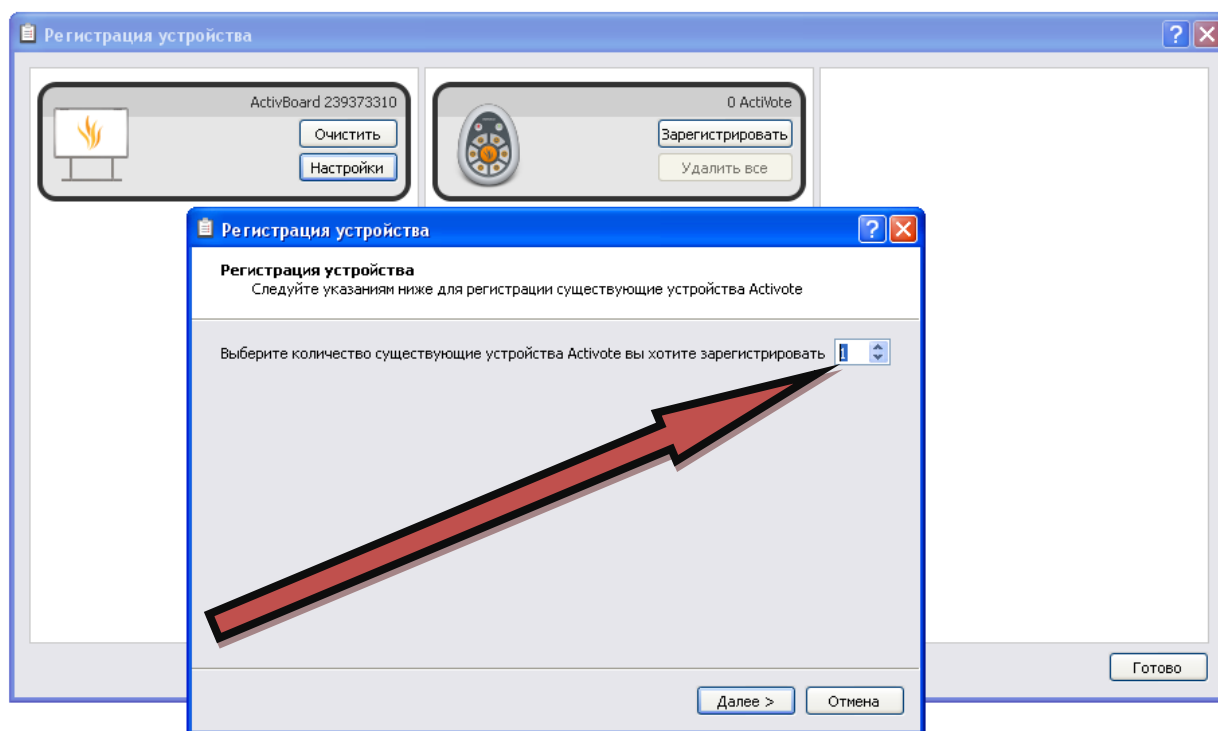 Регистрация устройства
ActivBoard 239373310
Очистить
Настройки
0 ActiVote
Зарегистрировать
Удалить все
Регистрация устройства
Регистрация устройства
Следуйте указаниям ниже для регистрации существующие устройства Activote
Выберите количество существующие устройства Activote вы хотите зарегистрировать 1
Далее >
Отмена
Готово